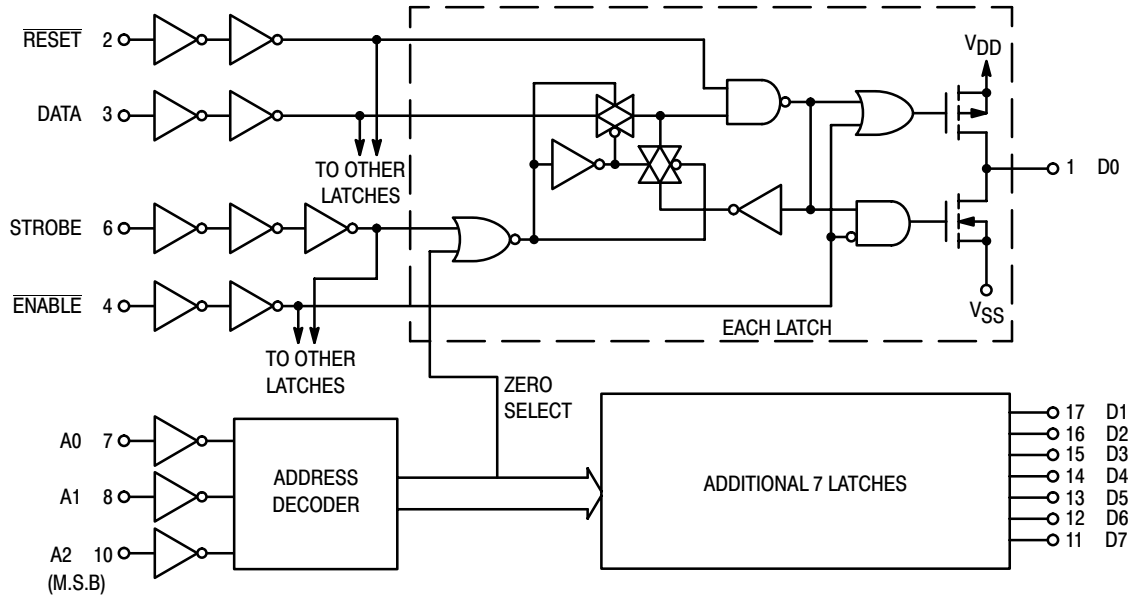 RESET 2
DATA 3
TO OTHER
LATCHES
STROBE 6
ENABLE 4
TO OTHER
LATCHES
VDD
1 D0
VSS
EACH LATCH
ZERO
SELECT
A0 7
A1 8
A2 10
(M.S.B)
ADDRESS
DECODER
ADDITIONAL 7 LATCHES
17 D1
16 D2
15 D3
14 D4
13 D5
12 D6
11 D7